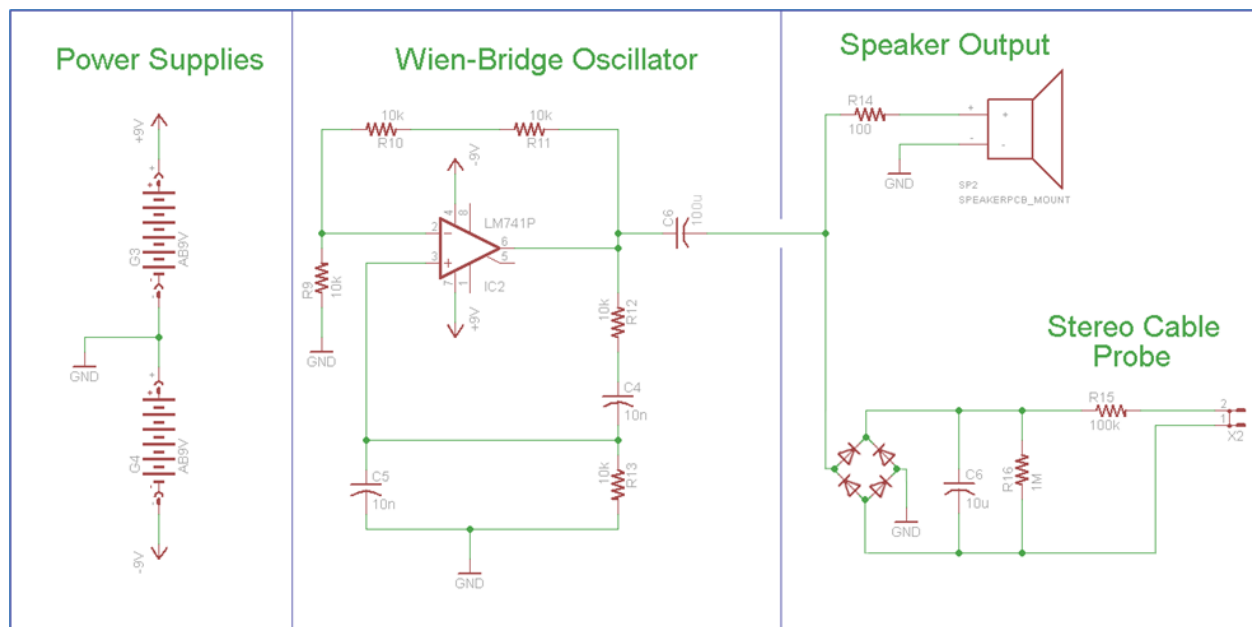 Power Supplies
+9V
+
+
G3
AB9V
-
-
GND
+
+
G4
AB9V
-
-
-9V
Wien-Bridge Oscillator
10k
R10
10k
R11
-9V
4
8
LM741P
2
-
6
3
+
5
7
1
IC2
+9V
R9
10k
GND
C6
100u
10k
R12
C4
10n
C5
10n
10k
R13
GND
Speaker Output
R14
100
+
+
-
-
GND
SP2
SPEAKERPCB_MOUNT
Stereo Cable
Probe
R15
100k
2
1
X2
C6
10u
R16
1M
GND